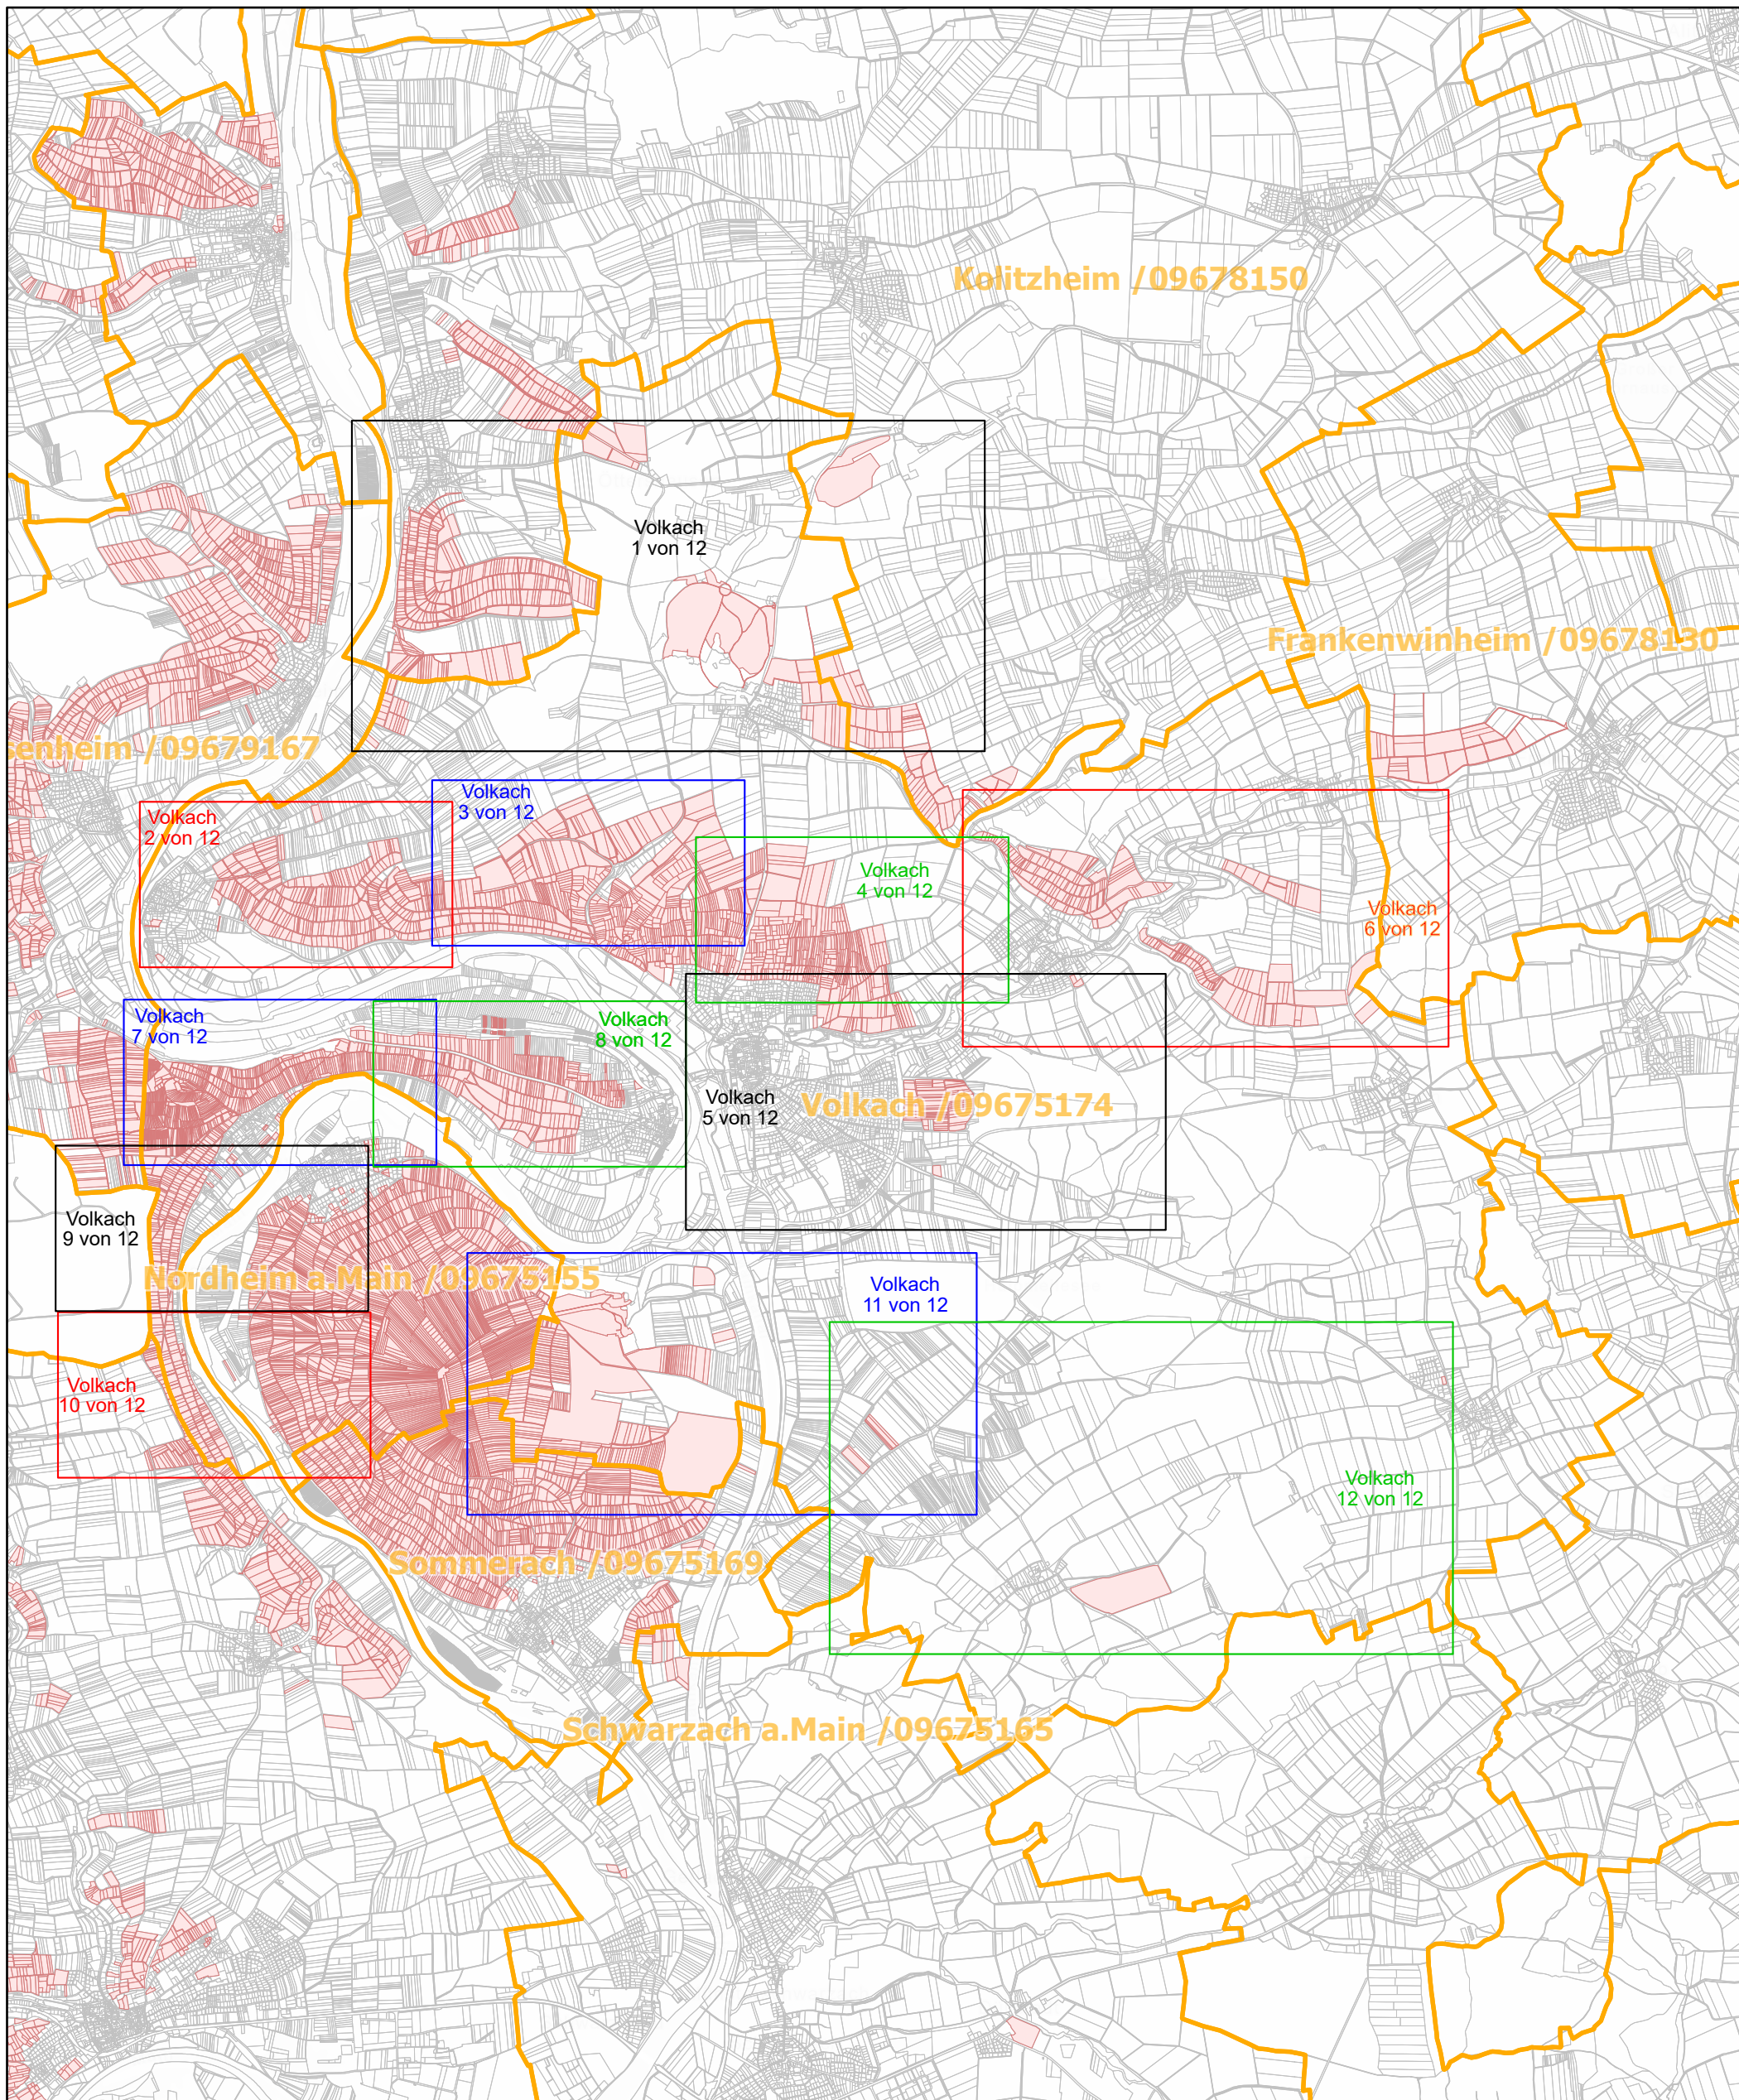 Kolitzheim /09678150
Volkach
1 von 12
Frankenwinheim /09678130
senheim /09679167
Volkach
2 von 12
Volkach
3 von 12
Volkach
4 von 12
Volkach
6 von 12
Volkach
7 von 12
Volkach
8 von 12
Volkach
5 von 12
Volkach /09675174
Volkach
9 von 12
Nordheim a.Main /09675155
Volkach
11 von 12
Volkach
10 von 12
Volkach
12 von 12
Sommerach /09675169
Schwarzach a.Main /09675165